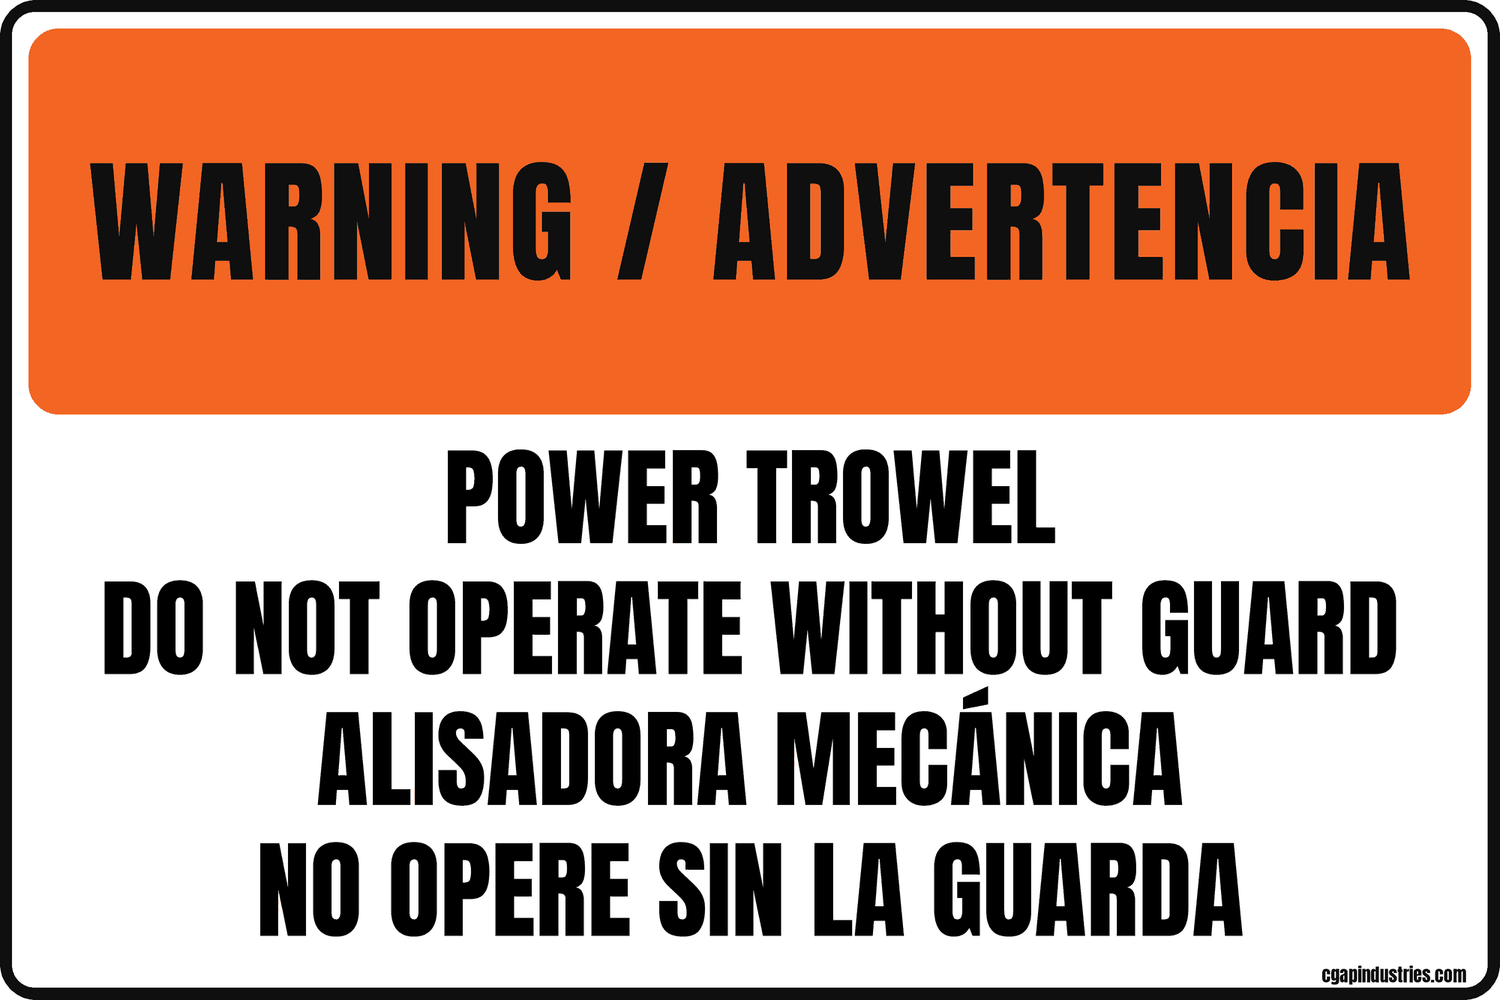 WARNING / ADVERTENCIA
POWER TROWEL
DO NOT OPERATE WITHOUT GUARD
ALISADORA MECÁNICA
NO OPERE SIN LA GUARDA
cgapindustries.com